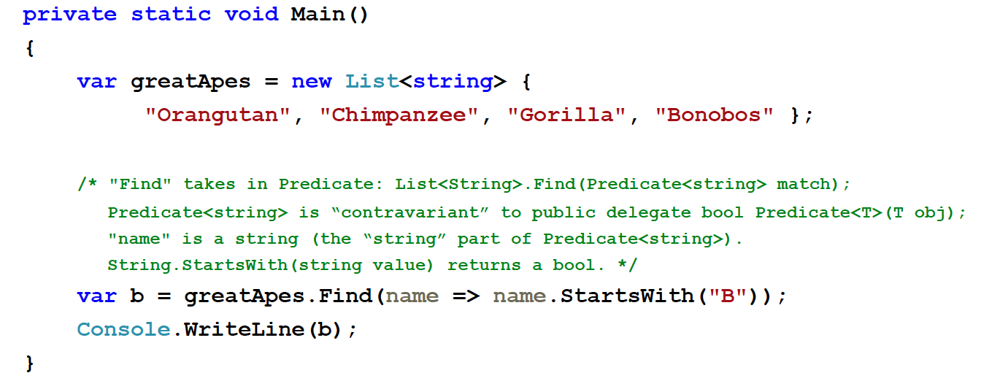 private static void Main()
{
var greatApes = new List<string> {
"Orangutan", "Chimpanzee", "Gorilla", "Bonobos" };
/* "Find" takes in Predicate: List<String>.Find(Predicate<string> match);
Predicate<string> is “contravariant” to public delegate bool Predicate<T>(T obj);
"name" is a string (the “string” part of Predicate<string>).
String.StartsWith(string value) returns a bool. */
var b = greatApes.Find(name => name.StartsWith("B"));
Console.WriteLine(b);
}